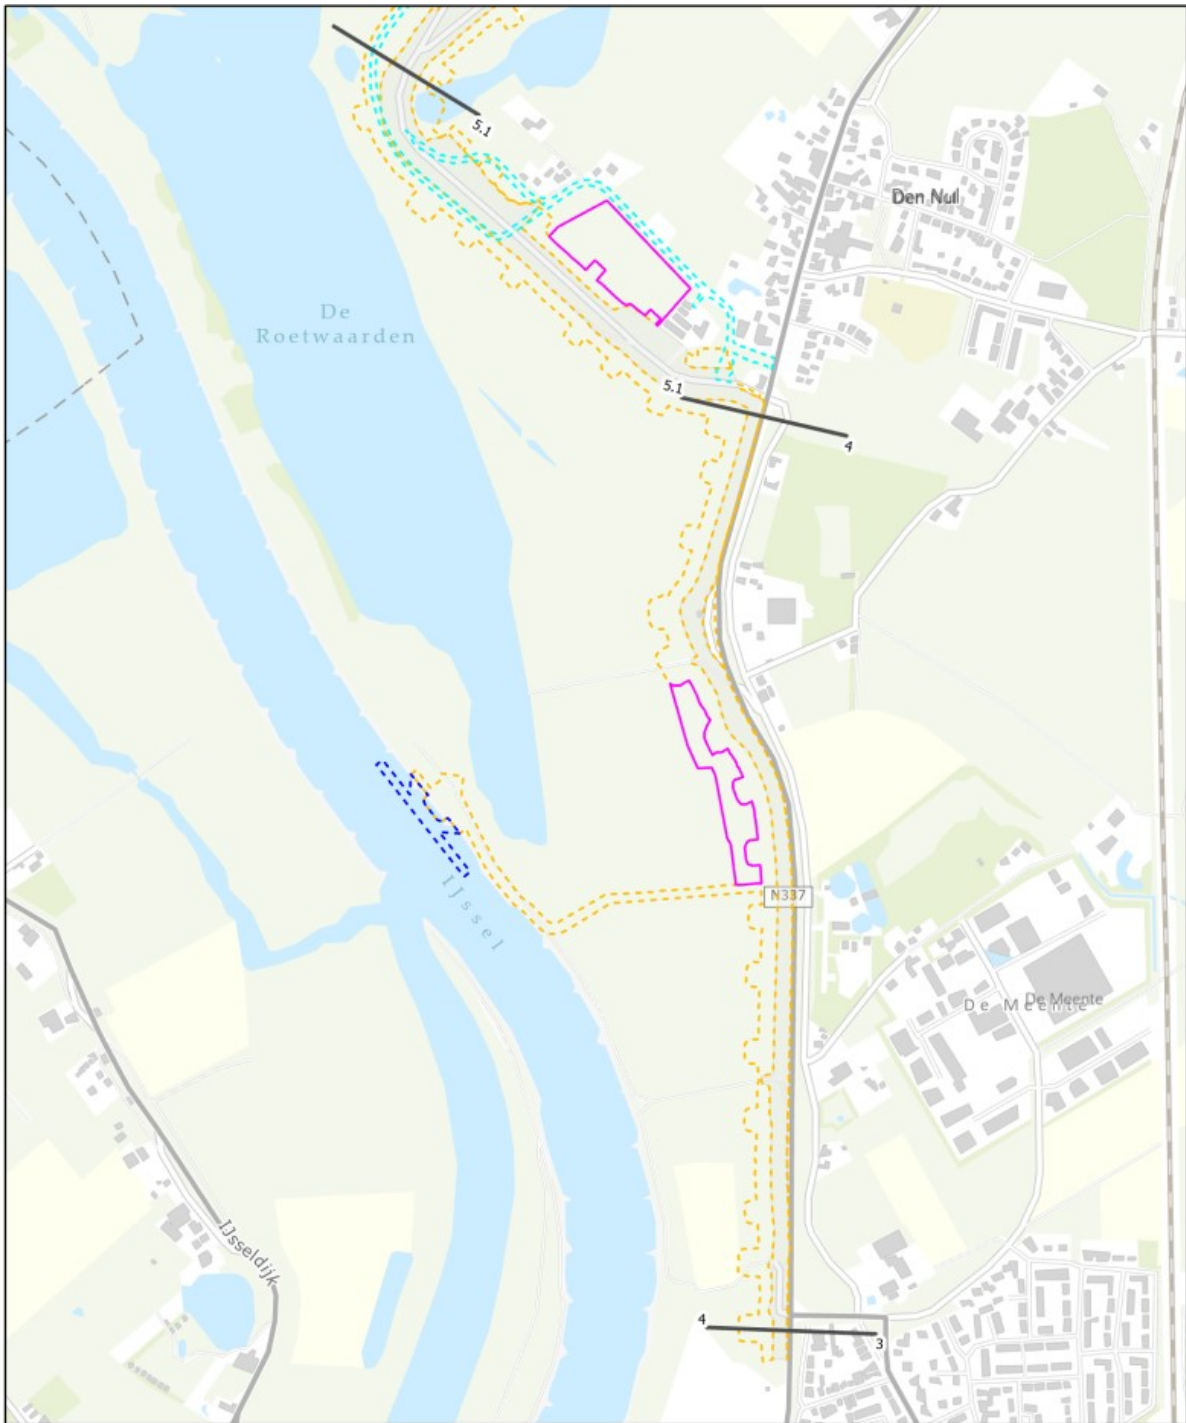 5.1
Den Nul
De
Roetwaarden
5.1
4
IJssel
N337
De Meente
De Meente
IJsseldijk
4
3